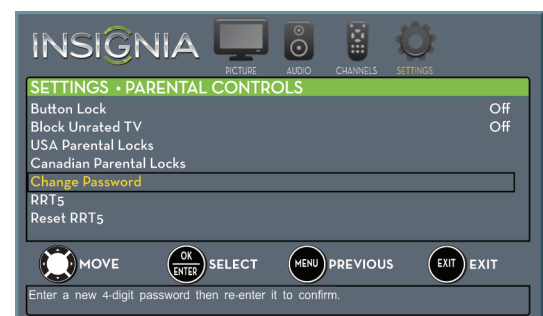 INSIGNIA
PICTURE AUDIO CHANNELS SETTINGS
SETTINGS • PARENTAL CONTROLS
Button Lock Off
Block Unrated TV Off
USA Parental Locks
Canadian Parental Locks
Change Password
RRT5
Reset RRT5
MOVE OK ENTER SELECT MENU PREVIOUS EXIT EXIT
Enter a new 4-digit password then re-enter it to confirm.